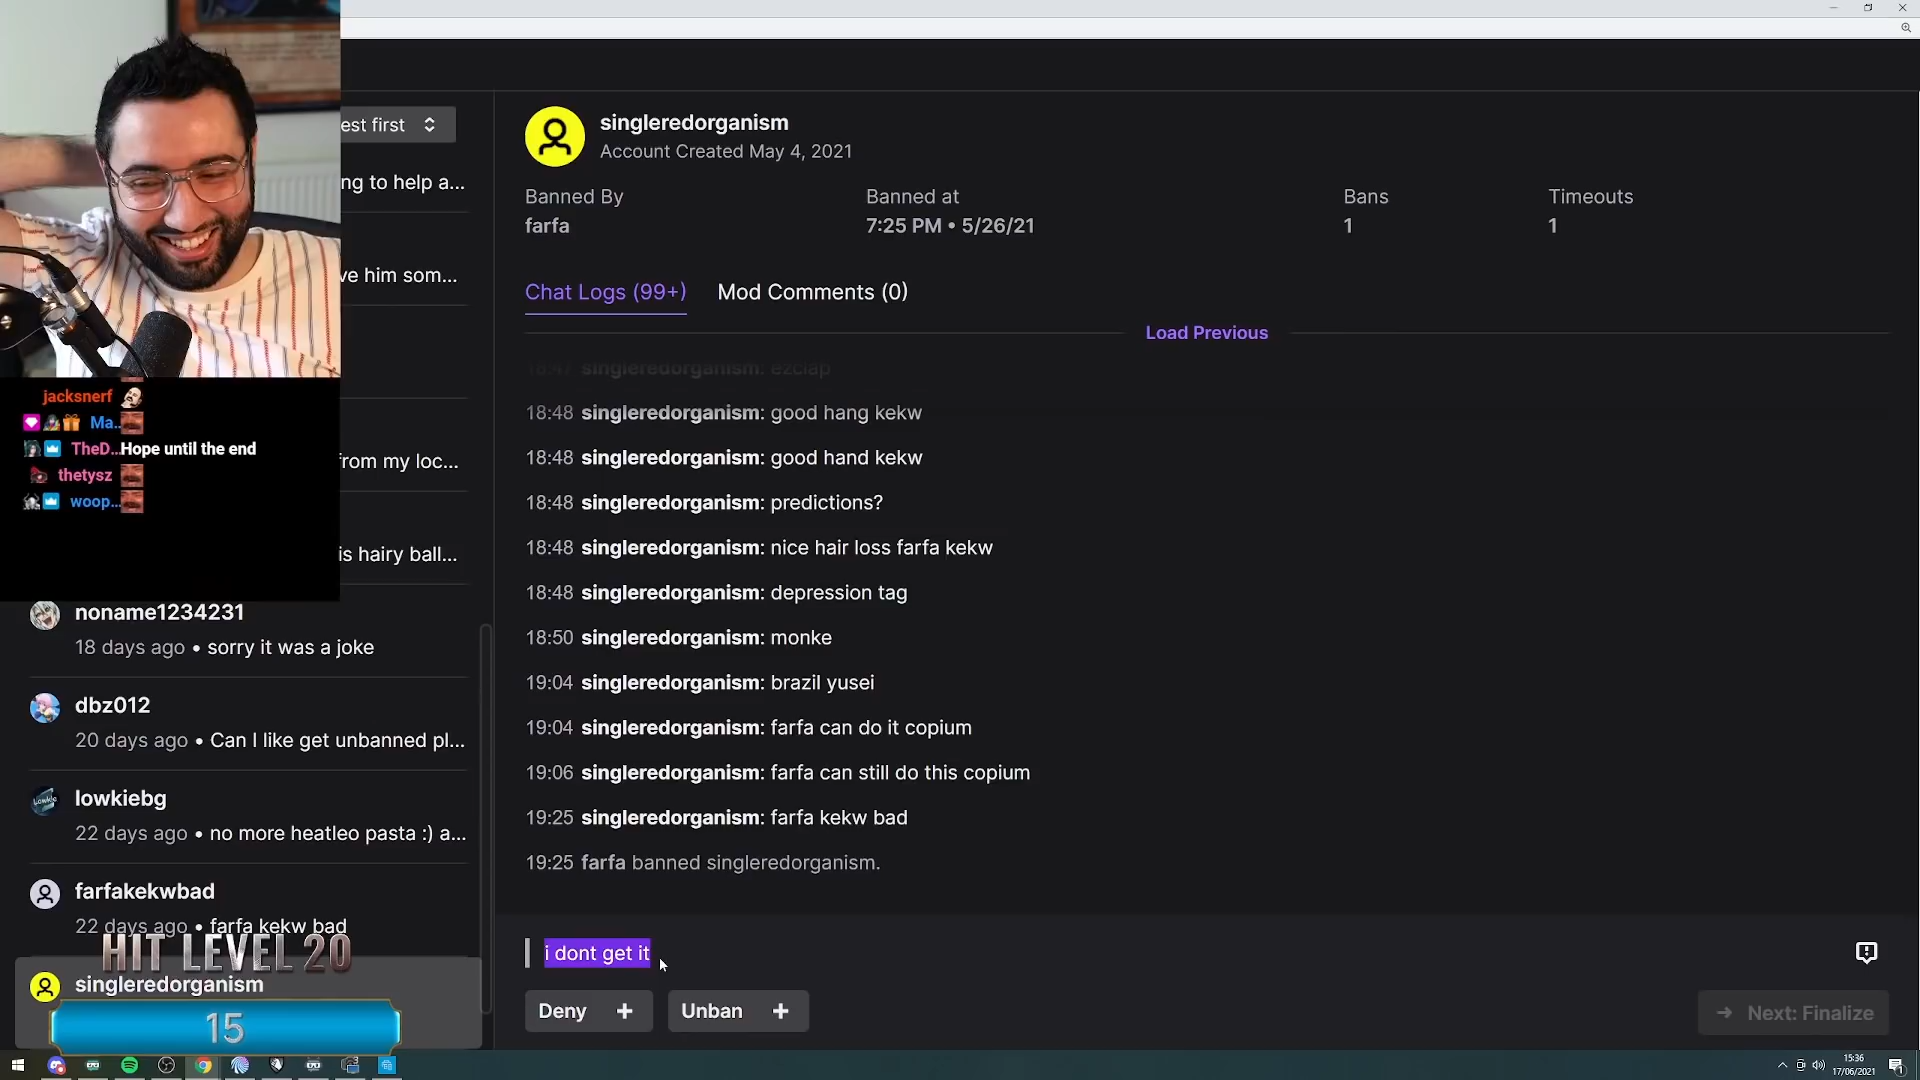 est first
ng to help a...
ve him som...
from my loc...
is hairy ball...
jacksnerf
Ma..
TheD...Hope until the end
thetysz
woop...
noname1234231
18 days ago • sorry it was a joke
dbz012
20 days ago • Can I like get unbanned pl...
lowkiebg
22 days ago • no more heatleo pasta :) a...
farfakekwbad
22 days ago • farfa kekw bad
HIT LEVEL 20
singleredorganism
15
singleredorganism
Account Created May 4, 2021
Banned By
farfa
Banned at
7:25 PM • 5/26/21
Bans
1
Timeouts
1
Chat Logs (99+)
Mod Comments (0)
Load Previous
18:47 singleredorganism: ezclap
18:48 singleredorganism: good hang kekw
18:48 singleredorganism: good hand kekw
18:48 singleredorganism: predictions?
18:48 singleredorganism: nice hair loss farfa kekw
18:48 singleredorganism: depression tag
18:50 singleredorganism: monke
19:04 singleredorganism: brazil yusei
19:04 singleredorganism: farfa can do it copium
19:06 singleredorganism: farfa can still do this copium
19:25 singleredorganism: farfa kekw bad
19:25 farfa banned singleredorganism.
i dont get it
Deny +
Unban +
→ Next: Finalize
15:36
17/06/2021